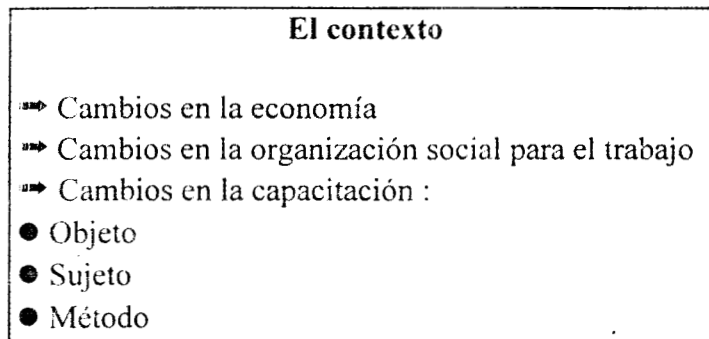 El contexto
➟ Cambios en la economía
➟ Cambios en la organización social para el trabajo
➟ Cambios en la capacitación :
● Objeto
● Sujeto
● Método